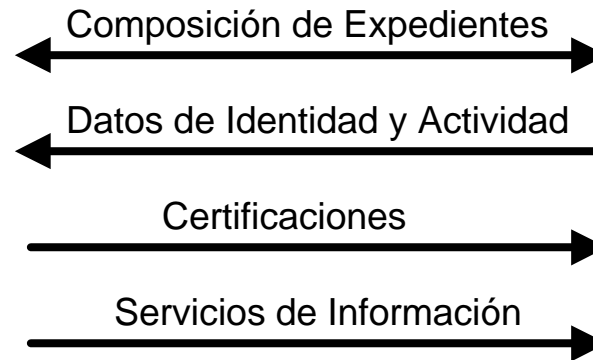 Composición de Expedientes
Datos de Identidad y Actividad
Certificaciones
Servicios de Información